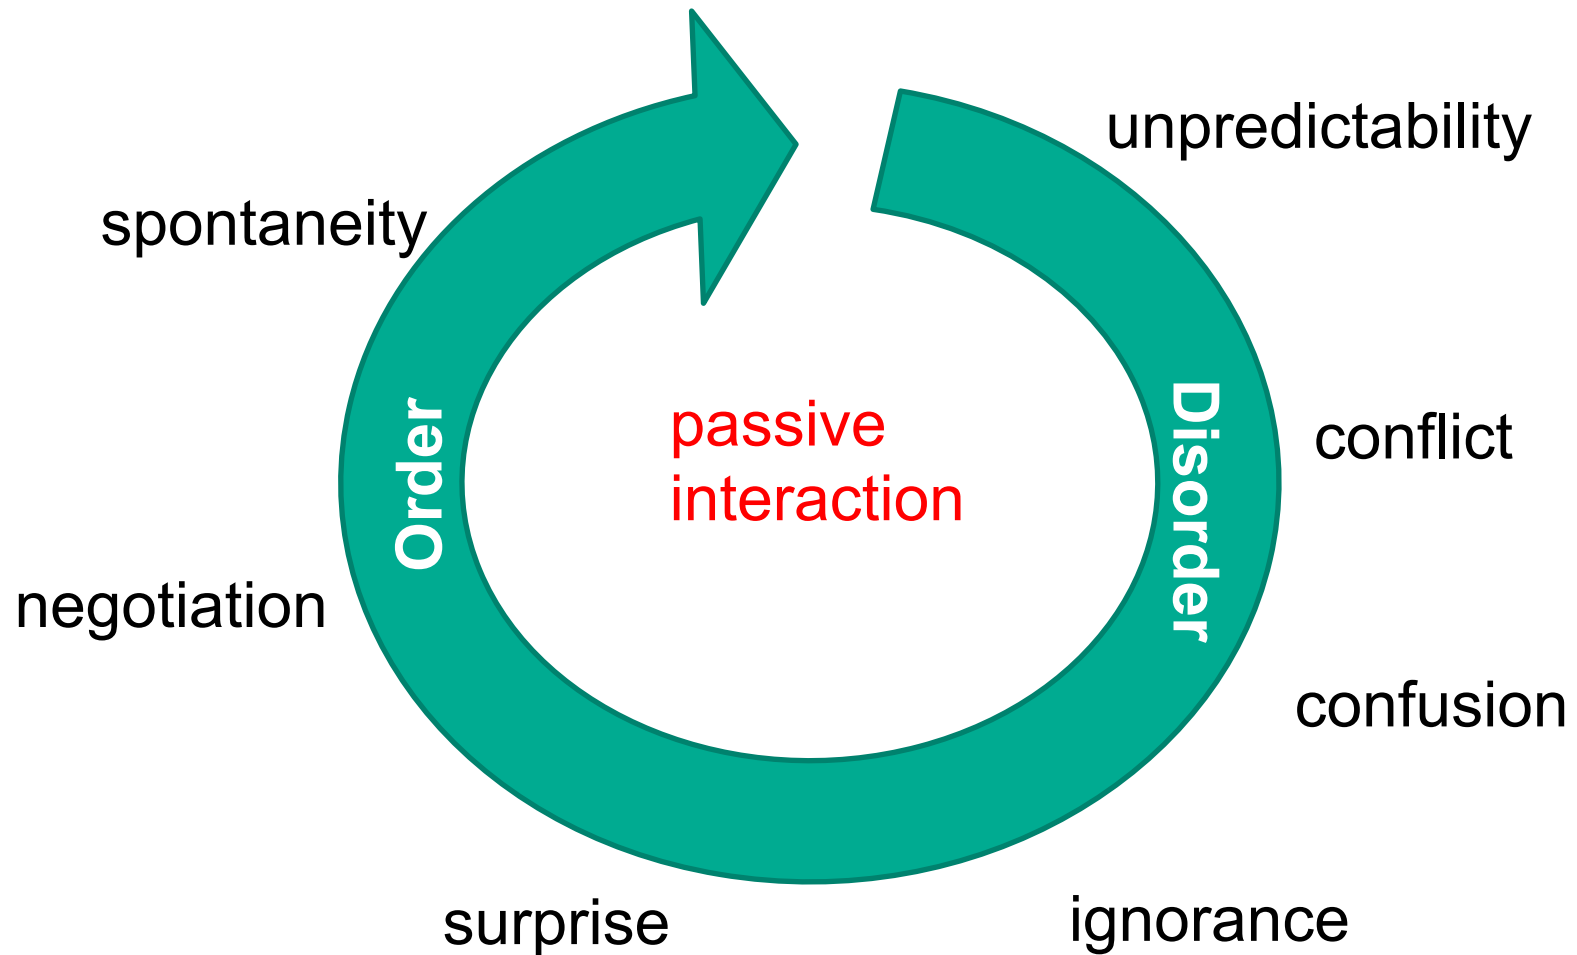 unpredictability
spontaneity
passive
interaction
Order
Disorder
conflict
negotiation
confusion
surprise
ignorance